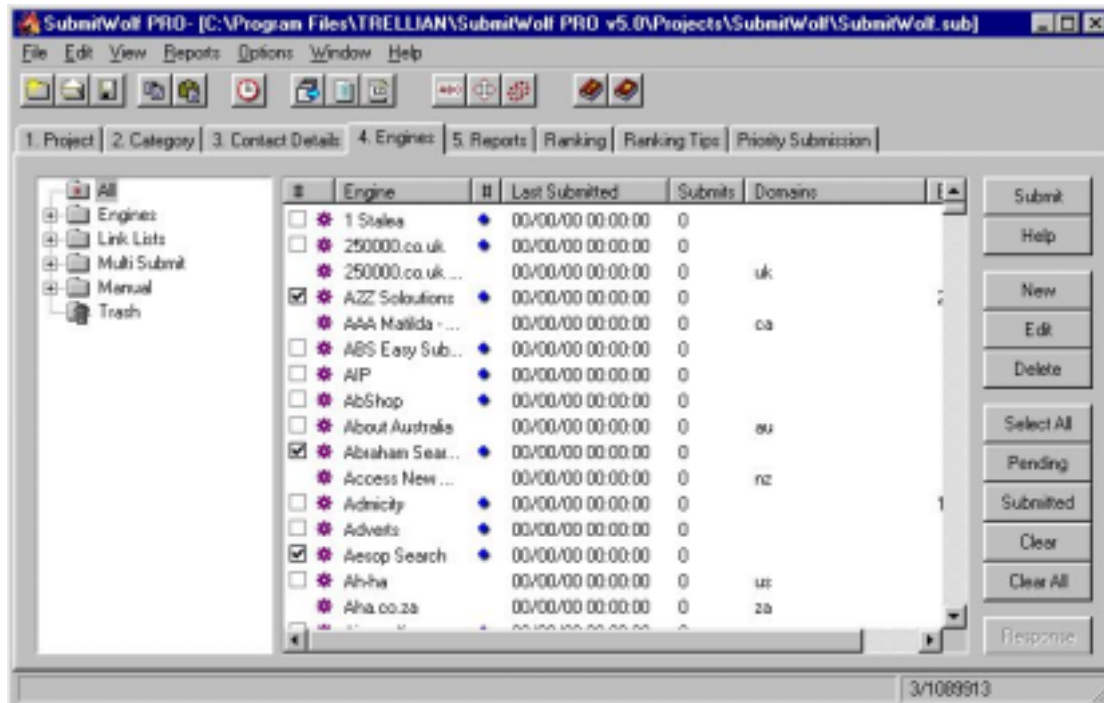 SubmitWolf PRO- [C:\Program Files\TRELLIAN\SubmitWolf PRO v5.0\Projects\SubmitWolf\SubmitWolf.sub]
File Edit View Reports Options Window Help
1. Project 2. Category 3. Contact Details 4. Engines 5. Reports Ranking Ranking Tips Priority Submission
All
Engines
Link Lists
Multi Submit
Manual
Trash
# Engine # Last Submitted Submits Domains
1 Stalea 00/00/00 00:00:00 0
250000.co.uk 00/00/00 00:00:00 0
250000.co.uk ... 00/00/00 00:00:00 0 uk
AZZ Soloutions 00/00/00 00:00:00 0 2
AAA Matilda - ... 00/00/00 00:00:00 0 ca
ABS Easy Sub... 00/00/00 00:00:00 0
AIP 00/00/00 00:00:00 0
AbShop 00/00/00 00:00:00 0
About Australia 00/00/00 00:00:00 0 au
Abraham Sear... 00/00/00 00:00:00 0
Access New ... 00/00/00 00:00:00 0 nz
Admicity 00/00/00 00:00:00 0 1
Adverts 00/00/00 00:00:00 0
Aesop Search 00/00/00 00:00:00 0
Ah-ha 00/00/00 00:00:00 0 us
Aha.co.za 00/00/00 00:00:00 0 za
Submit
Help
New
Edit
Delete
Select All
Pending
Submitted
Clear
Clear All
Response
3/1089913